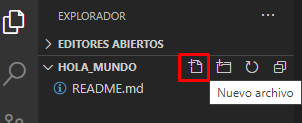 EXPLORADOR
EDITORES ABIERTOS
HOLA_MUNDO
README.md
Nuevo archivo